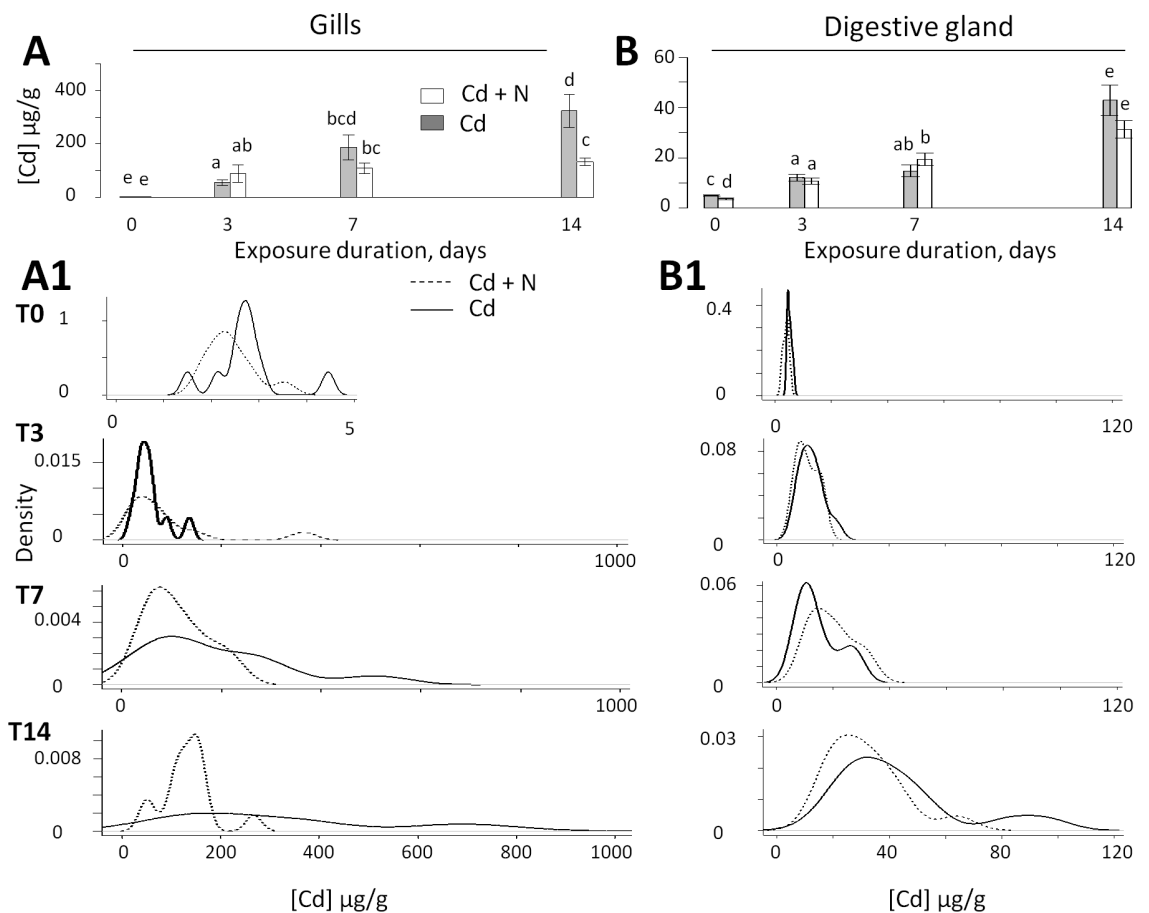 Gills
Digestive gland
A
B
[Cd] µg/g
400
200
0
Cd + N
Cd
e e
a
ab
bcd
bc
d
c
0 3 7 14
Exposure duration, days
60
40
20
0
c
d
a
a
ab
b
e
e
0 3 7 14
Exposure duration, days
A1
Cd + N
Cd
B1
T0
1
0
0 5
0.4
0
0 120
T3
0.015
0
0 1000
0.08
0
0 120
Density
T7
0.004
0
0 1000
0.06
0
0 120
T14
0.008
0
0 200 400 600 800 1000
0.03
0
0 40 80 120
[Cd] µg/g
[Cd] µg/g